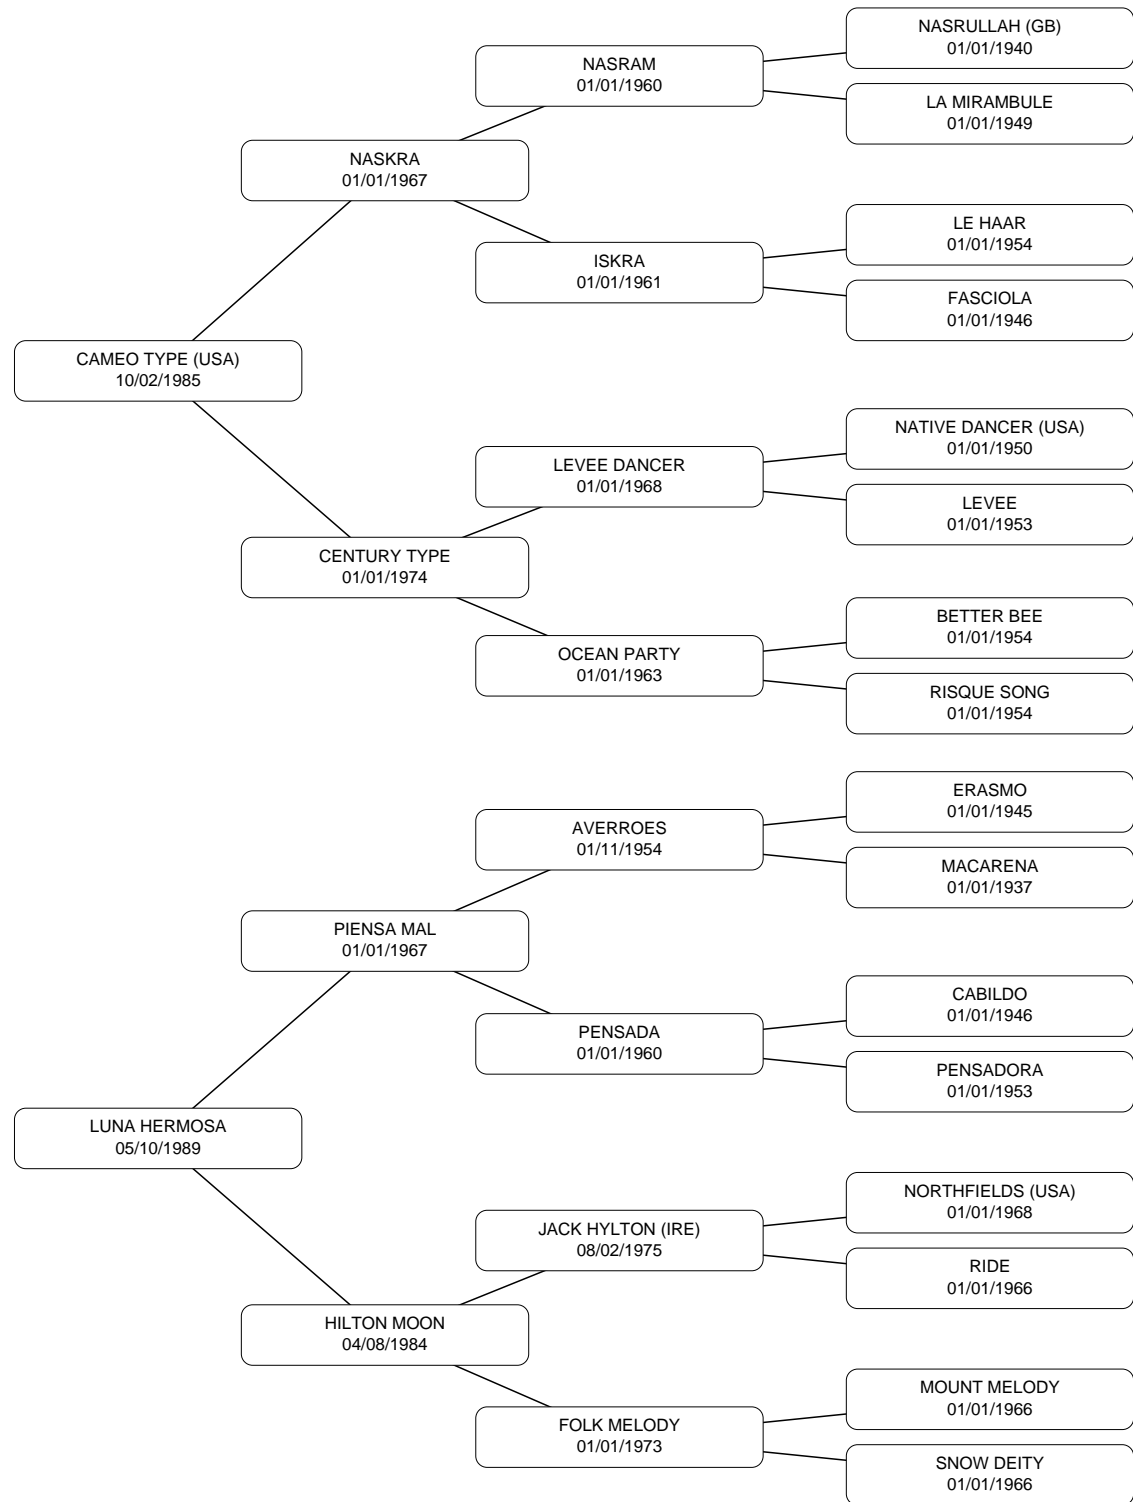 NASRULLAH (GB)
01/01/1940
NASRAM
01/01/1960
LA MIRAMBULE
01/01/1949
NASKRA
01/01/1967
LE HAAR
01/01/1954
ISKRA
01/01/1961
FASCIOLA
01/01/1946
CAMEO TYPE (USA)
10/02/1985
NATIVE DANCER (USA)
01/01/1950
LEVEE DANCER
01/01/1968
LEVEE
01/01/1953
CENTURY TYPE
01/01/1974
BETTER BEE
01/01/1954
OCEAN PARTY
01/01/1963
RISQUE SONG
01/01/1954
ERASMO
01/01/1945
AVERROES
01/11/1954
MACARENA
01/01/1937
PIENSA MAL
01/01/1967
CABILDO
01/01/1946
PENSADA
01/01/1960
PENSADORA
01/01/1953
LUNA HERMOSA
05/10/1989
NORTHFIELDS (USA)
01/01/1968
JACK HYLTON (IRE)
08/02/1975
RIDE
01/01/1966
HILTON MOON
04/08/1984
MOUNT MELODY
01/01/1966
FOLK MELODY
01/01/1973
SNOW DEITY
01/01/1966